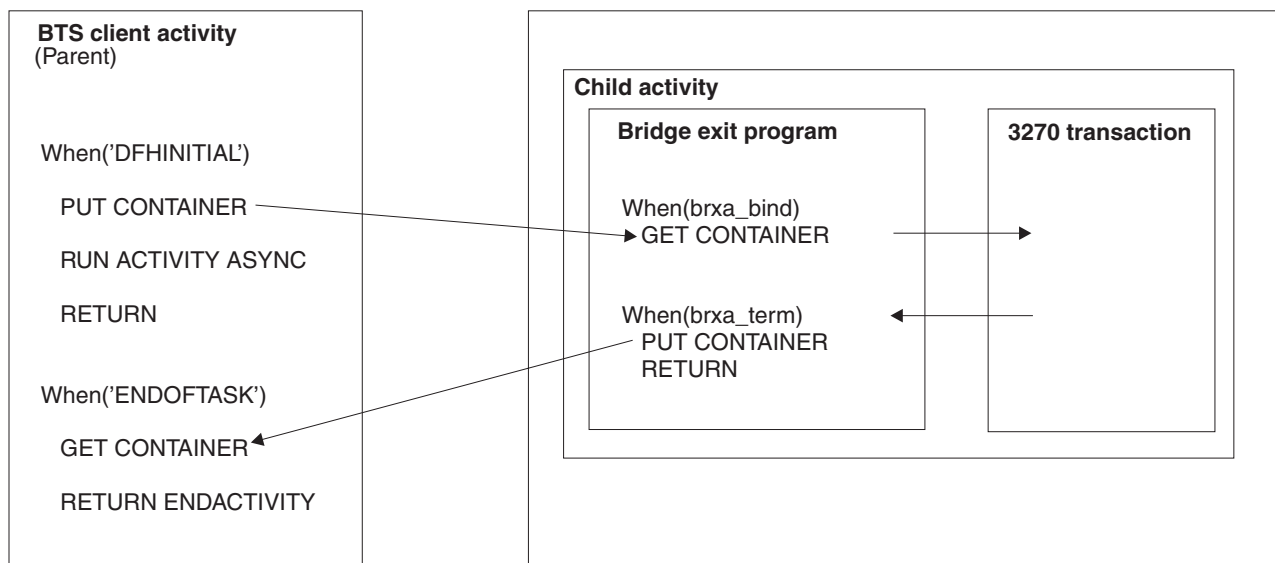 BTS client activity
(Parent)
When('DFHINITIAL')
PUT CONTAINER
RUN ACTIVITY ASYNC
RETURN
When('ENDOFTASK')
GET CONTAINER
RETURN ENDACTIVITY
Child activity
Bridge exit program
When(brxa_bind)
GET CONTAINER
When(brxa_term)
PUT CONTAINER
RETURN
3270 transaction